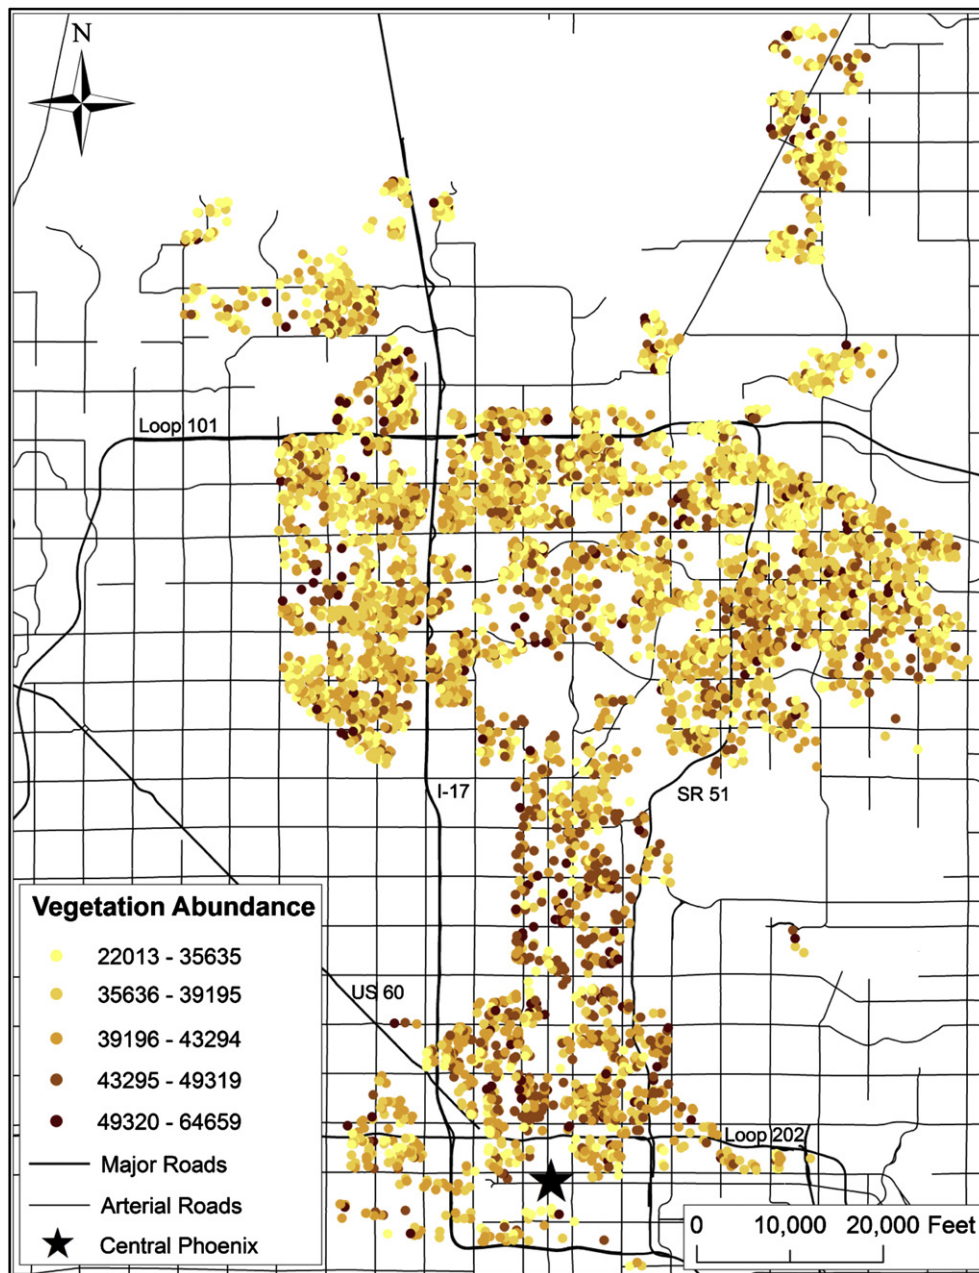 N
Loop 101
I-17
SR 51
US 60
Loop 202
Vegetation Abundance
22013 - 35635
35636 - 39195
39196 - 43294
43295 - 49319
49320 - 64659
Major Roads
Arterial Roads
Central Phoenix
0 10,000 20,000 Feet